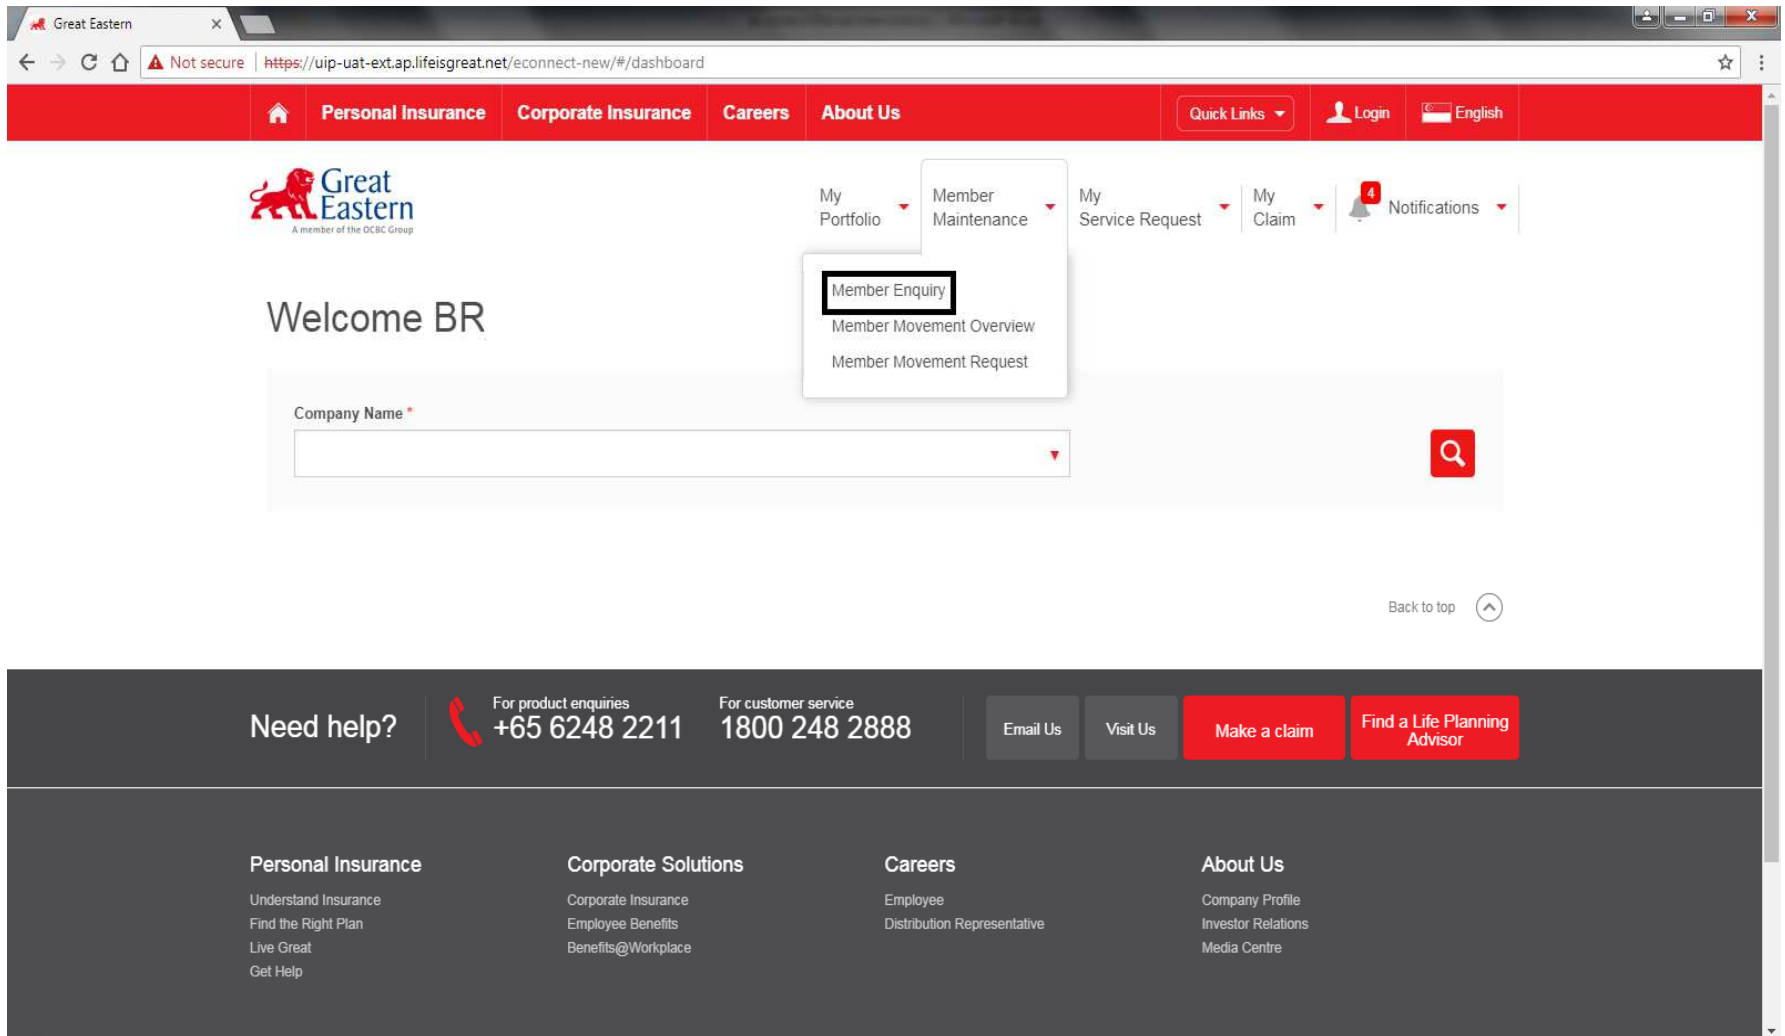 Great Eastern
Not secure | https://uip-uat-ext.ap.lifeisgreat.net/econnect-new/#/dashboard
Personal Insurance Corporate Insurance Careers About Us Quick Links Login English
Great
Eastern
A member of the OCBC Group
My
Portfolio
Member
Maintenance
My
Service Request
My
Claim
4
Notifications
Member Enquiry
Member Movement Overview
Member Movement Request
Welcome BR
Company Name *
Back to top
Need help?
For product enquiries
+65 6248 2211
For customer service
1800 248 2888
Email Us
Visit Us
Make a claim
Find a Life Planning
Advisor
Personal Insurance
Understand Insurance
Find the Right Plan
Live Great
Get Help
Corporate Solutions
Corporate Insurance
Employee Benefits
Benefits@Workplace
Careers
Employee
Distribution Representative
About Us
Company Profile
Investor Relations
Media Centre